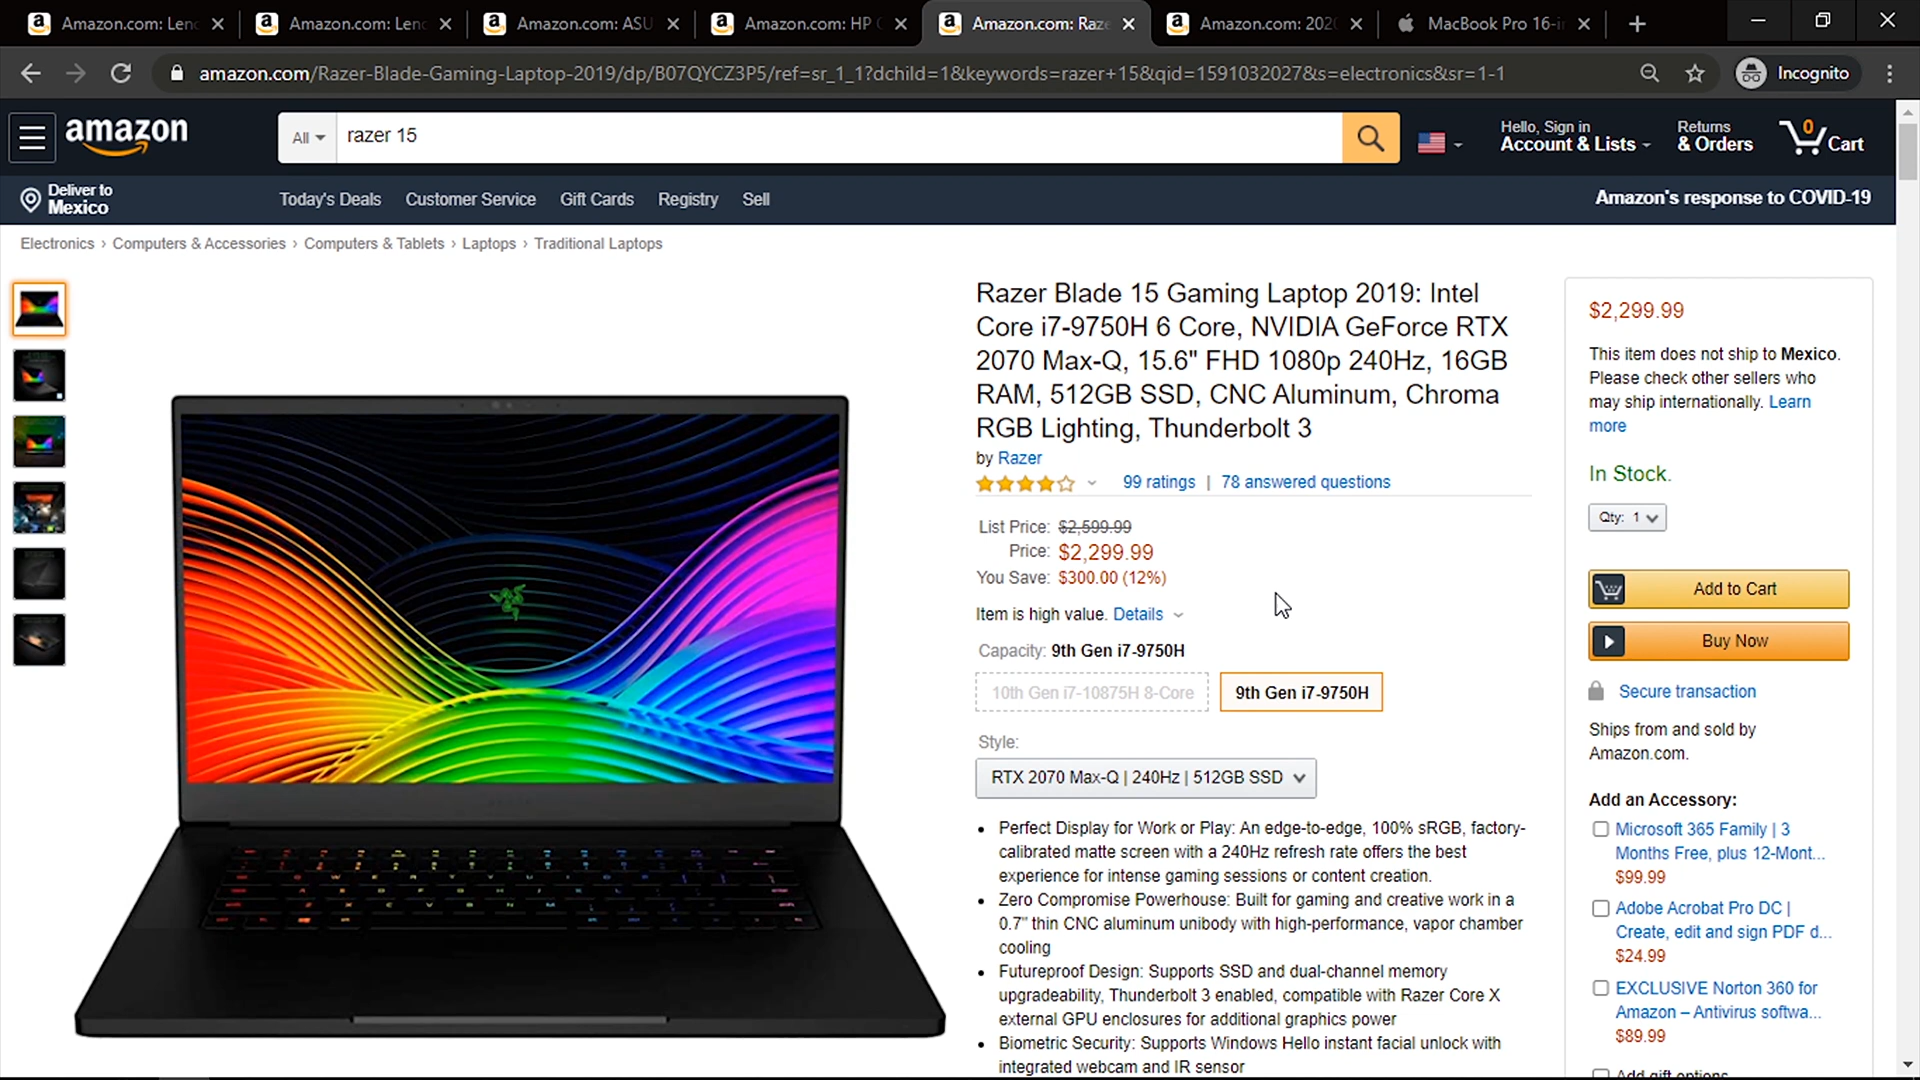 Amazon.com: Len
Amazon.com: Len
Amazon.com: ASU
Amazon.com: HP
Amazon.com: Raze
Amazon.com: 2020
MacBook Pro 16-i
amazon.com/Razer-Blade-Gaming-Laptop-2019/dp/B07QYCZ3P5/ref=sr_1_1?dchild=1&keywords=razer+15&qid=1591032027&s=electronics&sr=1-1
Incognito
amazon
All
razer 15
Hello, Sign in
Account & Lists
Returns
& Orders
0
Cart
Deliver to
Mexico
Today's Deals
Customer Service
Gift Cards
Registry
Sell
Amazon's response to COVID-19
Electronics › Computers & Accessories › Computers & Tablets › Laptops › Traditional Laptops
Razer Blade 15 Gaming Laptop 2019: Intel
Core i7-9750H 6 Core, NVIDIA GeForce RTX
2070 Max-Q, 15.6" FHD 1080p 240Hz, 16GB
RAM, 512GB SSD, CNC Aluminum, Chroma
RGB Lighting, Thunderbolt 3
by Razer
99 ratings | 78 answered questions
List Price: $2,599.99
Price: $2,299.99
You Save: $300.00 (12%)
Item is high value. Details
Capacity: 9th Gen i7-9750H
10th Gen i7-10875H 8-Core
9th Gen i7-9750H
Style:
RTX 2070 Max-Q | 240Hz | 512GB SSD
• Perfect Display for Work or Play: An edge-to-edge, 100% sRGB, factory-
calibrated matte screen with a 240Hz refresh rate offers the best
experience for intense gaming sessions or content creation.
• Zero Compromise Powerhouse: Built for gaming and creative work in a
0.7" thin CNC aluminum unibody with high-performance, vapor chamber
cooling
• Futureproof Design: Supports SSD and dual-channel memory
upgradeability, Thunderbolt 3 enabled, compatible with Razer Core X
external GPU enclosures for additional graphics power
• Biometric Security: Supports Windows Hello instant facial unlock with
integrated webcam and IR sensor
$2,299.99
This item does not ship to Mexico.
Please check other sellers who
may ship internationally. Learn
more
In Stock.
Qty: 1
Add to Cart
Buy Now
Secure transaction
Ships from and sold by
Amazon.com.
Add an Accessory:
Microsoft 365 Family | 3
Months Free, plus 12-Mont...
$99.99
Adobe Acrobat Pro DC |
Create, edit and sign PDF d...
$24.99
EXCLUSIVE Norton 360 for
Amazon – Antivirus softwa...
$89.99
Add gift options